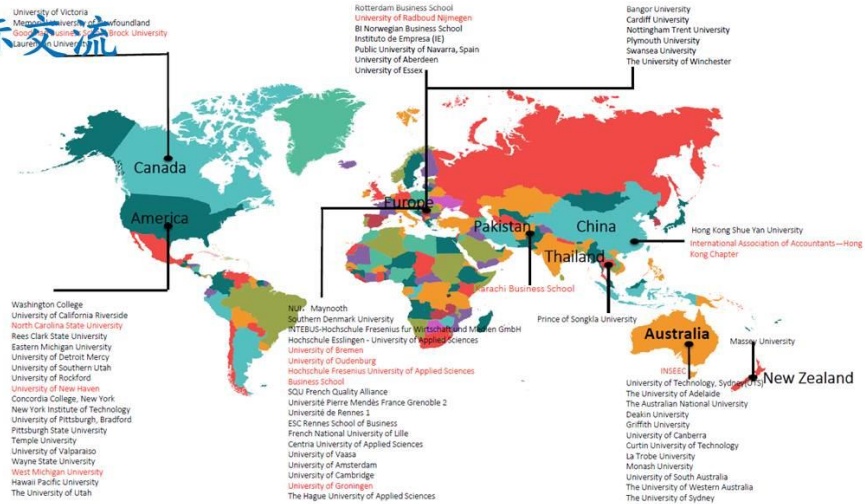 University of Victoria
Memorial University of Newfoundland
Goodman Business School Brock University
Laurentian University
交流
Rotterdam Business School
University of Radboud Nijmegen
BI Norwegian Business School
Instituto de Empresa (IE)
Public University of Navarra, Spain
University of Aberdeen
University of Essex
Bangor University
Cardiff University
Nottingham Trent University
Plymouth University
Swansea University
The University of Winchester
Canada
America
Europe
Pakistan
China
Thailand
Hong Kong Shue Yan University
International Association of Accountants—Hong
Kong Chapter
Karachi Business School
Prince of Songkla University
Australia
Massey University
New Zealand
Washington College
University of California Riverside
North Carolina State University
Rees Clark State University
Eastern Michigan University
University of Detroit Mercy
University of Southern Utah
University of Rockford
University of New Haven
Concordia College, New York
New York Institute of Technology
University of Pittsburgh, Bradford
Pittsburg State University
Temple University
University of Valparaiso
Wayne State University
West Michigan University
Hawaii Pacific University
The University of Utah
NUI Maynooth
Southern Denmark University
INTEBUS-Hochschule Fresenius fur Wirtschaft und Medien GmbH
Hochschule Esslingen - University of Applied Sciences
University of Bremen
University of Oudenburg
Hochschule Fresenius University of Applied Sciences
Business School
SQU French Quality Alliance
Université Pierre Mendès France Grenoble 2
Université de Rennes 1
ESC Rennes School of Business
French National University of Lille
Centria University of Applied Sciences
University of Vaasa
University of Amsterdam
University of Cambridge
University of Groningen
The Hague University of Applied Sciences
INSEEC
University of Technology, Sydney(UTS)
The University of Adelaide
The Australian National University
Deakin University
Griffith University
University of Canberra
Curtin University of Technology
La Trobe University
Monash University
University of South Australia
The University of Western Australia
The University of Sydney